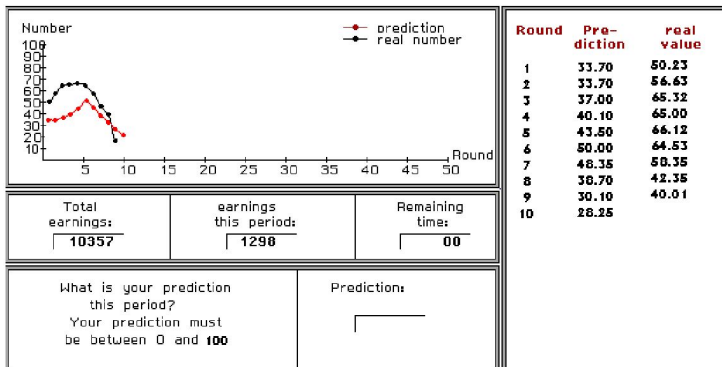 Number
prediction
real number
100
90
80
70
60
50
40
30
20
10
5 10 15 20 25 30 35 40 45 50
Round
Total
earnings:
10357
earnings
this period:
1298
Remaining
time:
00
What is your prediction
this period?
Your prediction must
be between 0 and 100
Prediction:
Round Pre- real
diction value
1 33.70 50.23
2 33.70 56.63
3 37.00 65.32
4 40.10 65.00
5 43.50 66.12
6 50.00 64.53
7 48.35 58.35
8 38.70 42.35
9 30.10 40.01
10 28.25